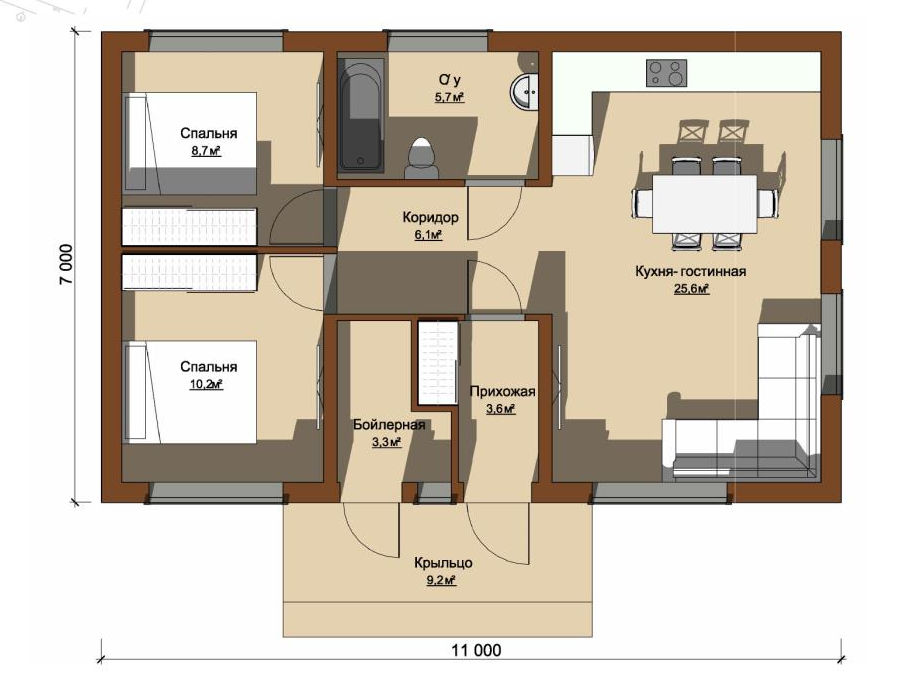 Спальня
8,7м²
С/у
5,7м²
Коридор
6,1м²
Кухня- гостинная
25,6м²
7 000
Спальня
10,2м²
Прихожая
3,6м²
Бойлерная
3,3м²
Крыльцо
9,2м²
11 000